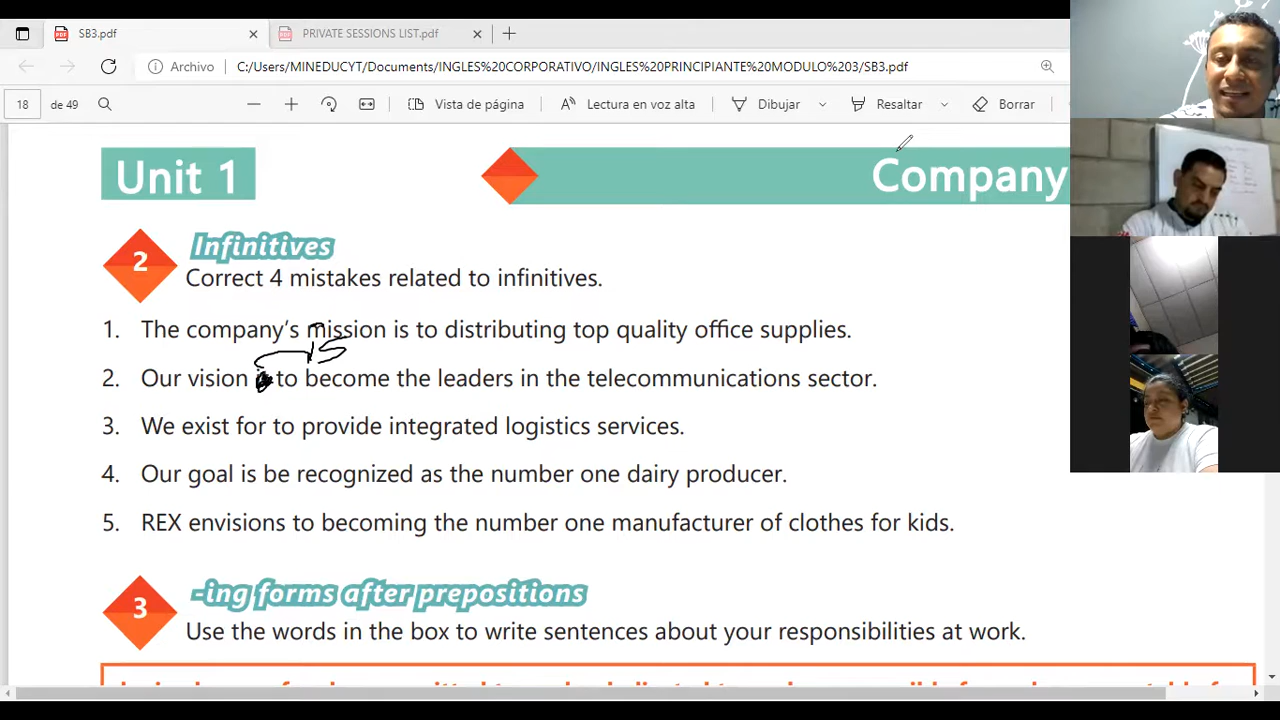 SB3.pdf
PRIVATE SESSIONS LIST.pdf
Archivo
C:/Users/MINEDUCYT/Documents/INGLES%20CORPORATIVO/INGLES%20PRINCIPIANTE%20MODULO%203/SB3.pdf
18 de 49
Vista de página
Lectura en voz alta
Dibujar
Resaltar
Borrar
Unit 1
Company
2 Infinitives
Correct 4 mistakes related to infinitives.
1. The company's mission is to distributing top quality office supplies.
is
2. Our vision to become the leaders in the telecommunications sector.
3. We exist for to provide integrated logistics services.
4. Our goal is be recognized as the number one dairy producer.
5. REX envisions to becoming the number one manufacturer of clothes for kids.
3 -ing forms after prepositions
Use the words in the box to write sentences about your responsibilities at work.